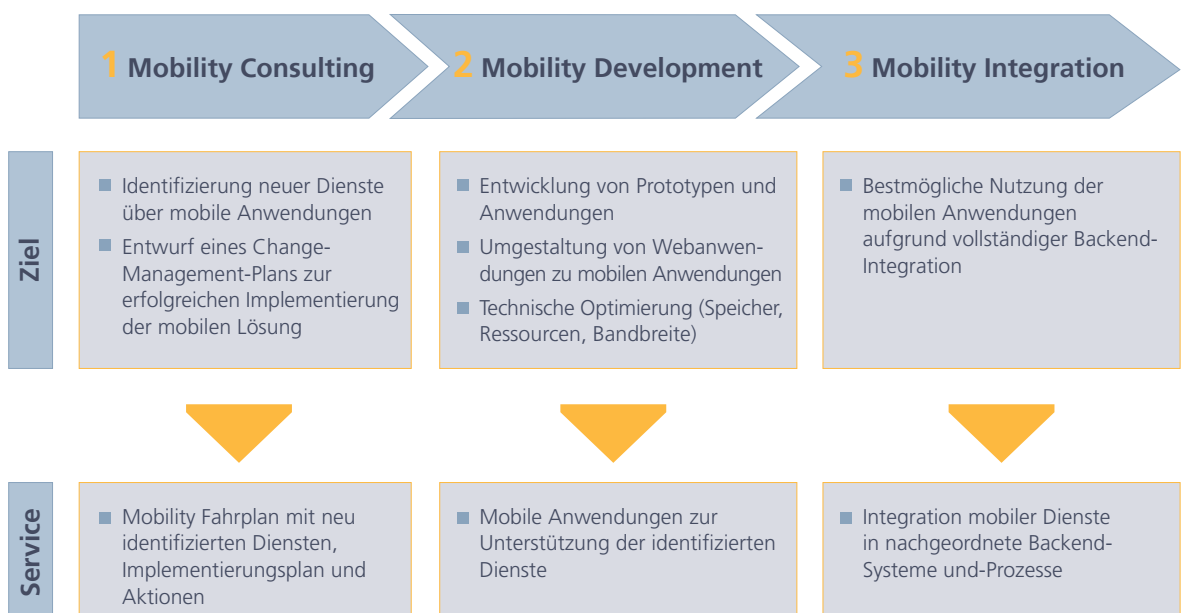 1 Mobility Consulting
2 Mobility Development
3 Mobility Integration
Ziel
Identifizierung neuer Dienste
über mobile Anwendungen
Entwurf eines Change-
Management-Plans zur
erfolgreichen Implementierung
der mobilen Lösung
Entwicklung von Prototypen und
Anwendungen
Umgestaltung von Webanwen-
dungen zu mobilen Anwendungen
Technische Optimierung (Speicher,
Ressourcen, Bandbreite)
Bestmögliche Nutzung der
mobilen Anwendungen
aufgrund vollständiger Backend-
Integration
Service
Mobility Fahrplan mit neu
identifizierten Diensten,
Implementierungsplan und
Aktionen
Mobile Anwendungen zur
Unterstützung der identifizierten
Dienste
Integration mobiler Dienste
in nachgeordnete Backend-
Systeme und-Prozesse